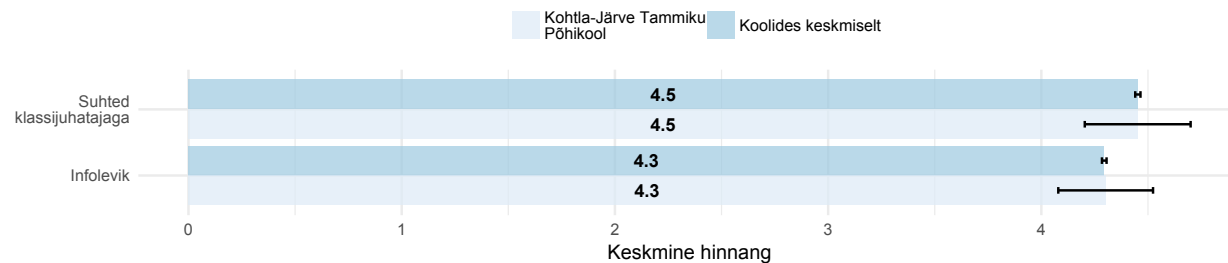 Kohtla-Järve Tammiku
Põhikool
Koolides keskmiselt
Suhted
klassijuhatajaga
4.5
4.5
Infolevik
4.3
4.3
0 1 2 3 4
Keskmine hinnang